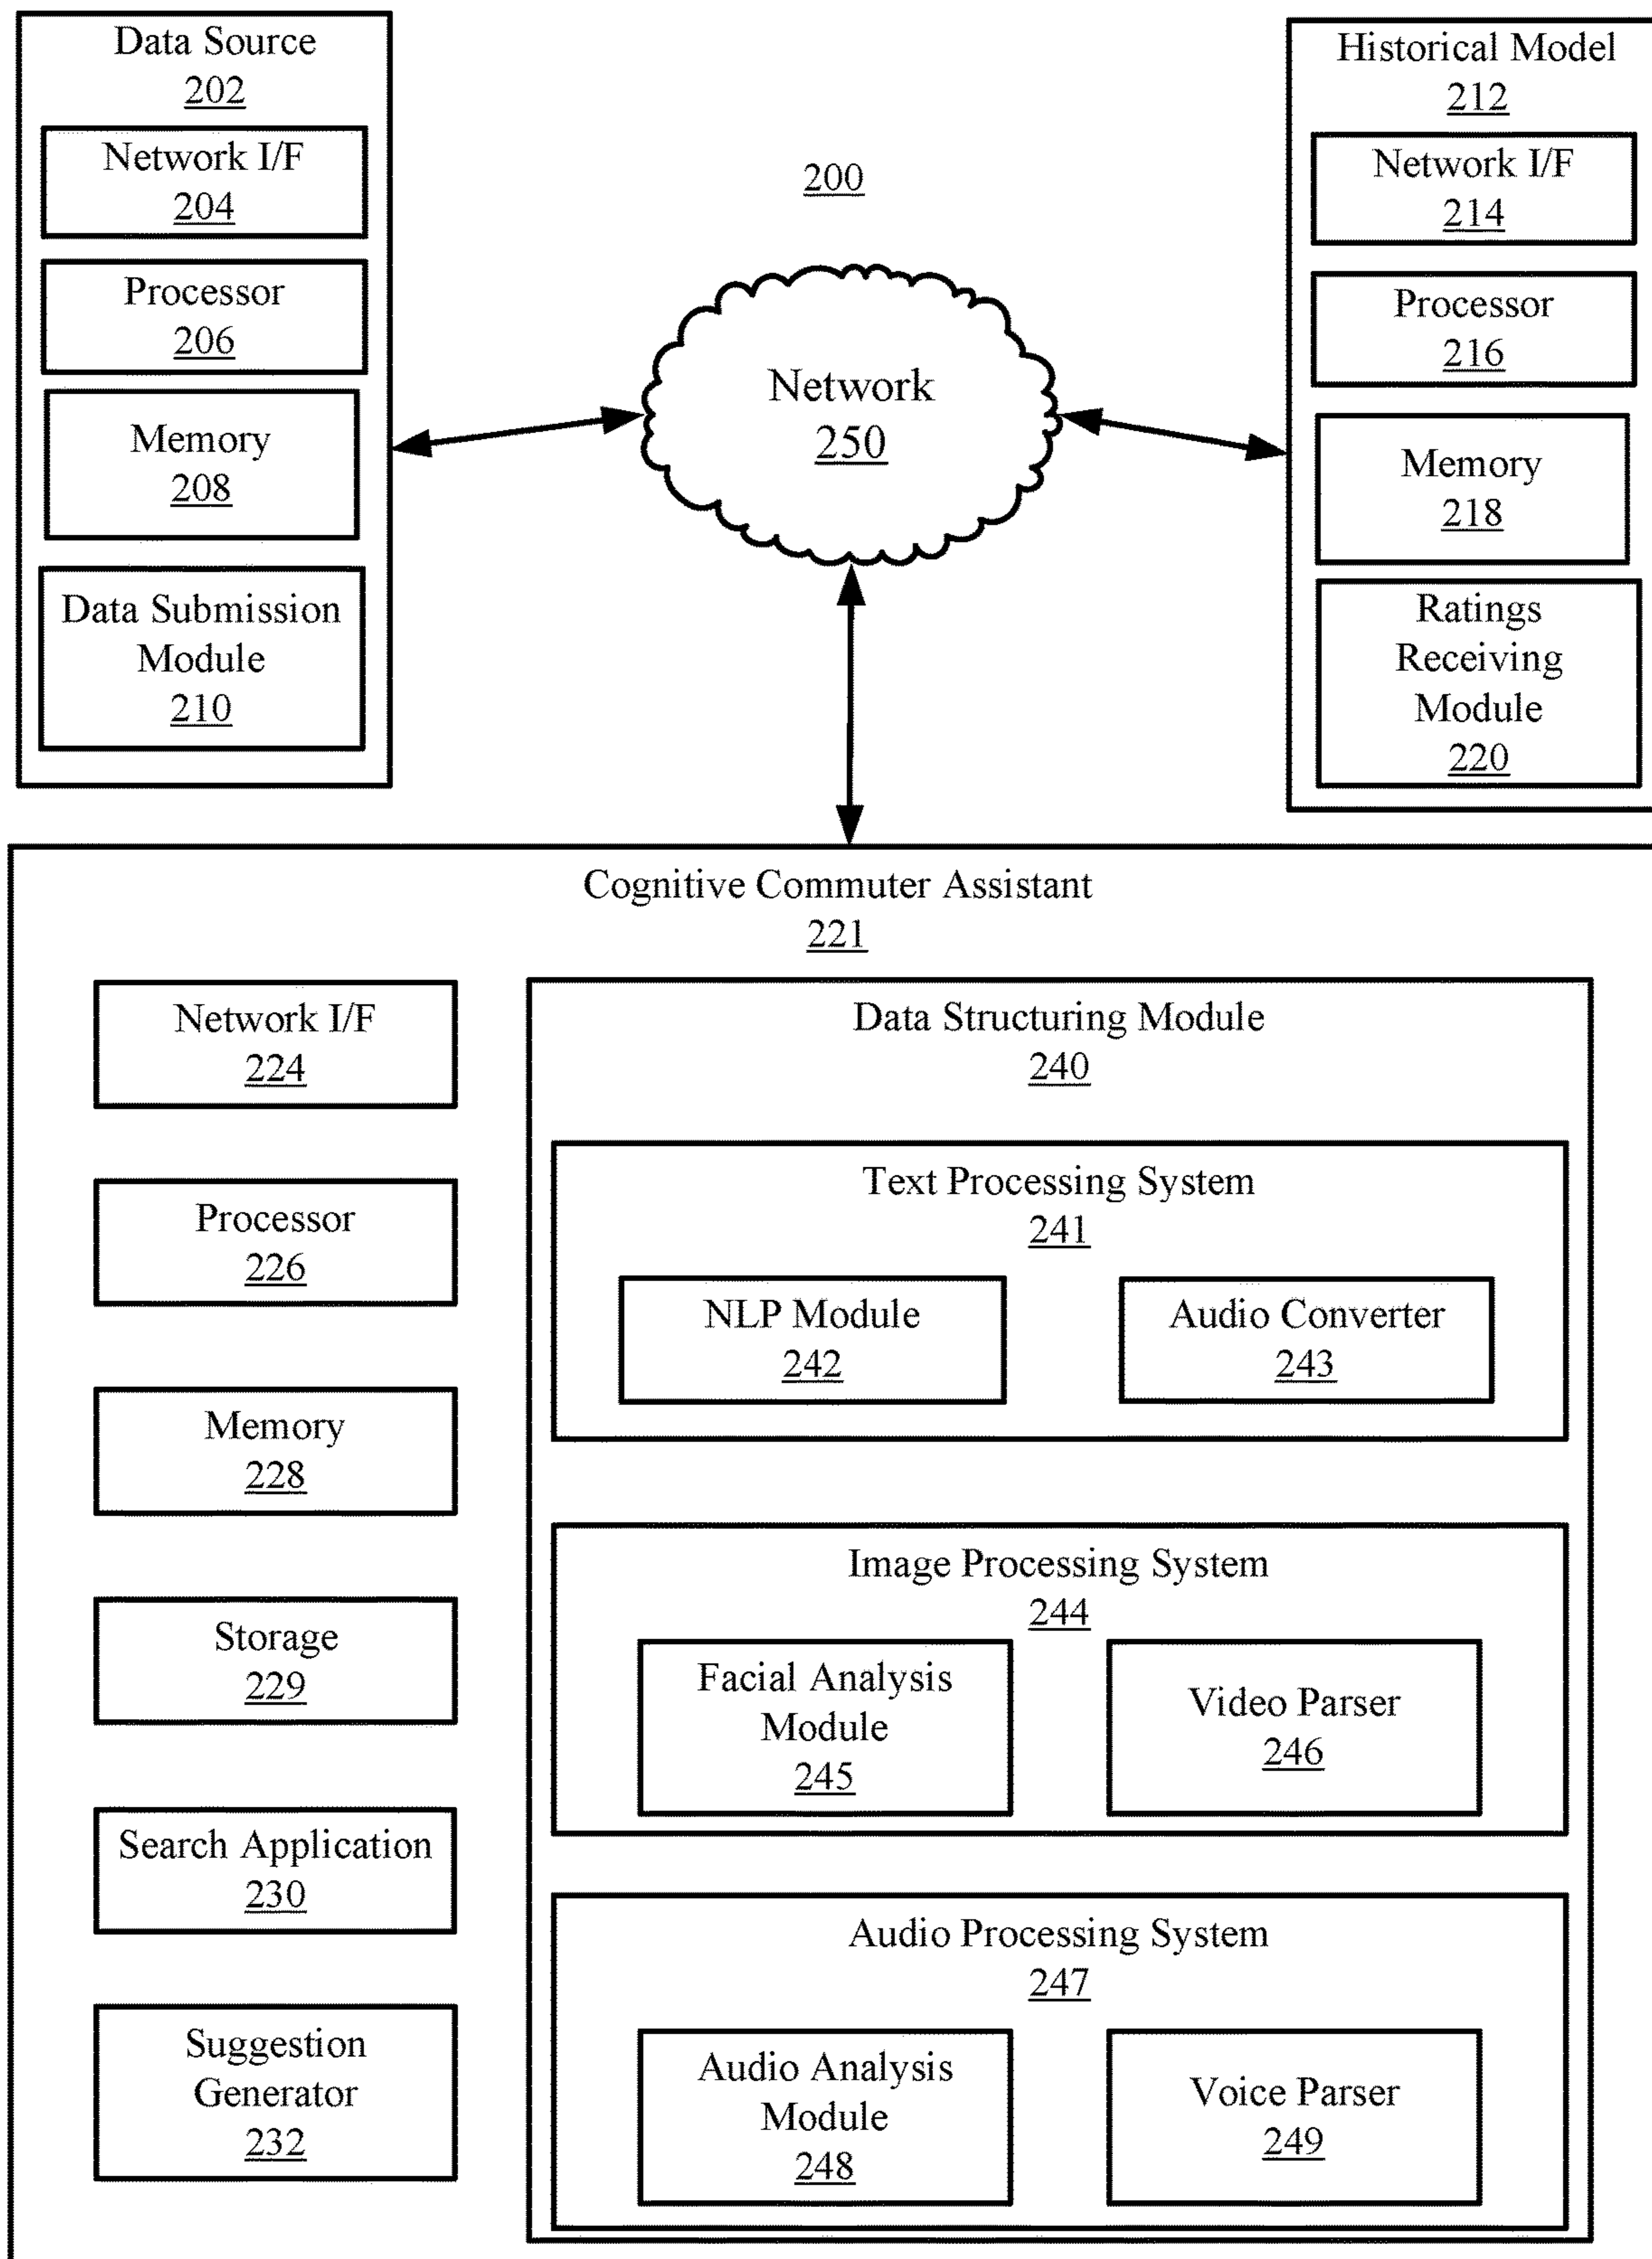 Data Source
202
Network I/F
204
Processor
206
Memory
208
Data Submission
Module
210
200
Network
250
Historical Model
212
Network I/F
214
Processor
216
Memory
218
Ratings
Receiving
Module
220
Cognitive Commuter Assistant
221
Network I/F
224
Processor
226
Memory
228
Storage
229
Search Application
230
Suggestion
Generator
232
Data Structuring Module
240
Text Processing System
241
NLP Module
242
Audio Converter
243
Image Processing System
244
Facial Analysis
Module
245
Video Parser
246
Audio Processing System
247
Audio Analysis
Module
248
Voice Parser
249